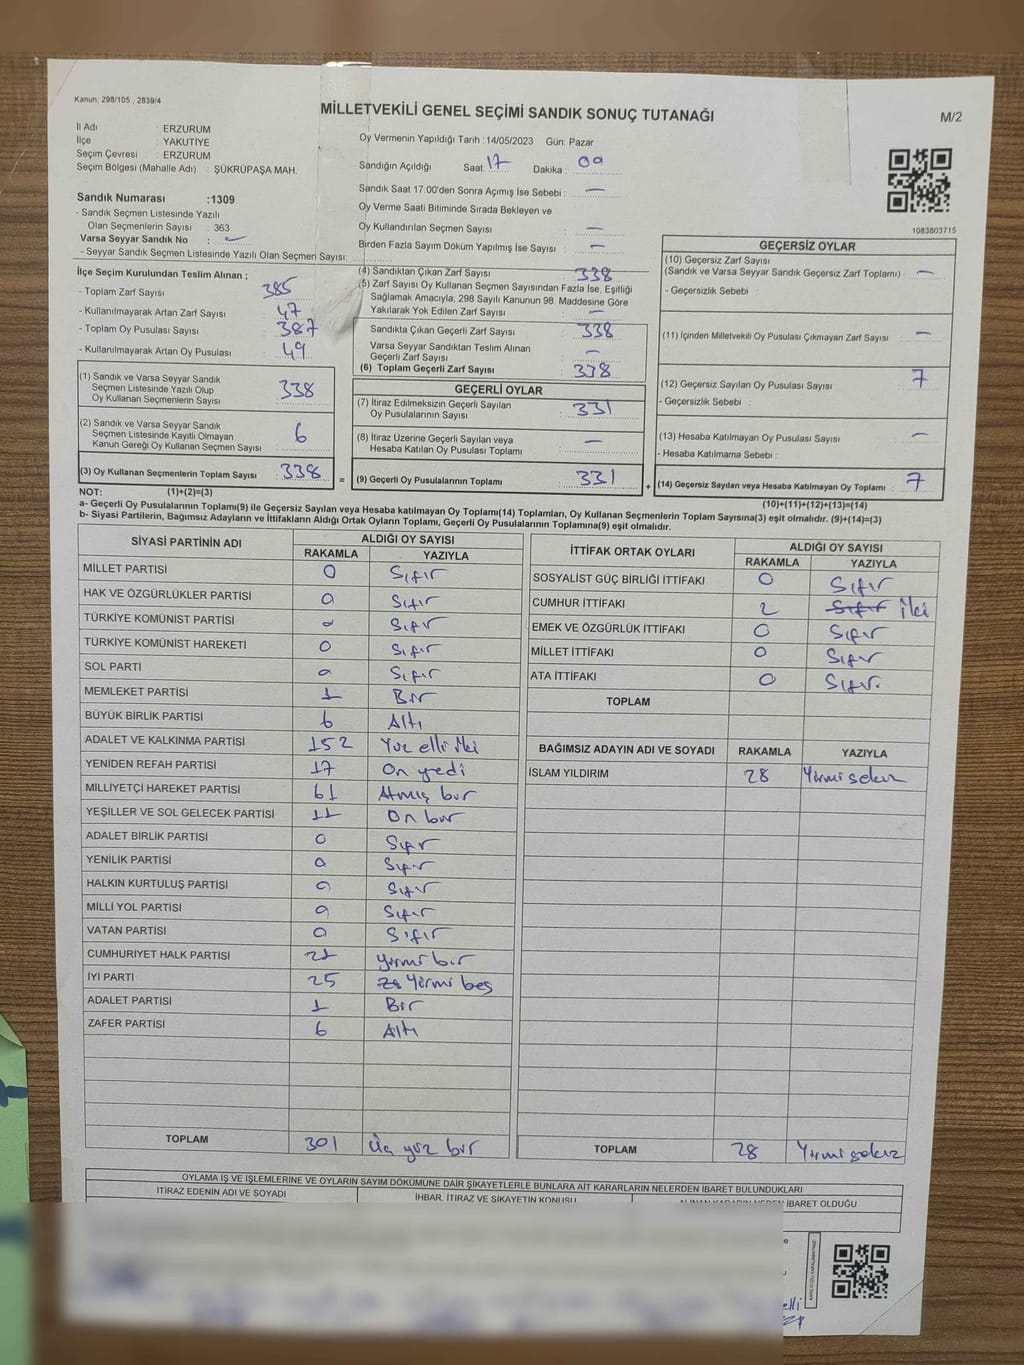 Kanun: 298/105 , 2839/4
MİLLETVEKİLİ GENEL SEÇİMİ SANDIK SONUÇ TUTANAĞI
M/2
İl Adı : ERZURUM
İlçe : YAKUTİYE
Seçim Çevresi : ERZURUM
Seçim Bölgesi (Mahalle Adı) : ŞÜKRÜPAŞA MAH.
Sandık Numarası :1309
- Sandık Seçmen Listesinde Yazılı
Olan Seçmenlerin Sayısı : 363
Varsa Seyyar Sandık No : –
- Seyyar Sandık Seçmen Listesinde Yazılı Olan Seçmen Sayısı:
Oy Vermenin Yapıldığı Tarih :14/05/2023 Gün: Pazar
Sandığın Açıldığı Saat: 17 Dakika : 00
Sandık Saat 17:00'den Sonra Açımış İse Sebebi : —
Oy Verme Saati Bitiminde Sırada Bekleyen ve
Oy Kullandırılan Seçmen Sayısı —
Birden Fazla Sayım Döküm Yapılmış İse Sayısı —
1083803715
İlçe Seçim Kurulundan Teslim Alınan ;
- Toplam Zarf Sayısı 385
- Kullanılmayarak Artan Zarf Sayısı : 47
- Toplam Oy Pusulası Sayısı : 387
- Kullanılmayarak Artan Oy Pusulası : 49
(1) Sandık ve Varsa Seyyar Sandık
Seçmen Listesinde Yazılı Olup
Oy Kullanan Seçmenlerin Sayısı : 338
(2) Sandık ve Varsa Seyyar Sandık
Seçmen Listesinde Kayıtlı Olmayan
Kanun Gereği Oy Kullanan Seçmen Sayısı : 6
(3) Oy Kullanan Seçmenlerin Toplam Sayısı : 338 =
(4) Sandıktan Çıkan Zarf Sayısı 338
(5) Zarf Sayısı Oy Kullanan Seçmen Sayısından Fazla İse, Eşitliği
Sağlamak Amacıyla, 298 Sayılı Kanunun 98. Maddesine Göre
Yakılarak Yok Edilen Zarf Sayısı : —
Sandıkta Çıkan Geçerli Zarf Sayısı : 338
Varsa Seyyar Sandıktan Teslim Alınan
Geçerli Zarf Sayısı : —
(6) Toplam Geçerli Zarf Sayısı : 338
GEÇERLİ OYLAR
(7) İtiraz Edilmeksizin Geçerli Sayılan
Oy Pusulalarının Sayısı : 331
(8) İtiraz Üzerine Geçerli Sayılan veya
Hesaba Katılan Oy Pusulası Toplamı : —
(9) Geçerli Oy Pusulalarının Toplamı : 331 +
GEÇERSİZ OYLAR
(10) Geçersiz Zarf Sayısı
(Sandık ve Varsa Seyyar Sandık Geçersiz Zarf Toplamı) : —
- Geçersizlik Sebebi :
(11) İçinden Milletvekili Oy Pusulası Çıkmayan Zarf Sayısı : —
(12) Geçersiz Sayılan Oy Pusulası Sayısı : 7
- Geçersizlik Sebebi :
(13) Hesaba Katılmayan Oy Pusulası Sayısı : —
- Hesaba Katılmama Sebebi :
(14) Geçersiz Sayılan veya Hesaba Katılmayan Oy Toplamı : 7
NOT: (1)+(2)=(3)
(10)+(11)+(12)+(13)=(14)
a- Geçerli Oy Pusulasının Toplamı(9) ile Geçersiz Sayılan veya Hesaba katılmayan Oy Toplamı(14) Toplamları, Oy Kullanan Seçmenlerin Toplam Sayısına(3) eşit olmalıdır. (9)+(14)=(3)
b- Siyasi Partilerin, Bağımsız Adayların ve İttifakların Aldığı Ortak Oyların Toplamı, Geçerli Oy Pusulalarının Toplamına(9) eşit olmalıdır.
SİYASİ PARTİNİN ADI ALDIĞI OY SAYISI
RAKAMLA YAZIYLA
MİLLET PARTİSİ 0 Sıfır
HAK VE ÖZGÜRLÜKLER PARTİSİ 0 Sıfır
TÜRKİYE KOMÜNİST PARTİSİ 0 Sıfır
TÜRKİYE KOMÜNİST HAREKETİ 0 Sıfır
SOL PARTİ 0 Sıfır
MEMLEKET PARTİSİ 1 Bir
BÜYÜK BİRLİK PARTİSİ 6 Altı
ADALET VE KALKINMA PARTİSİ 152 Yüz elli iki
YENİDEN REFAH PARTİSİ 17 On yedi
MİLLİYETÇİ HAREKET PARTİSİ 61 Atmış bir
YEŞİLLER VE SOL GELECEK PARTİSİ 11 On bir
ADALET BİRLİK PARTİSİ 0 Sıfır
YENİLİK PARTİSİ 0 Sıfır
HALKIN KURTULUŞ PARTİSİ 0 Sıfır
MİLLİ YOL PARTİSİ 0 Sıfır
VATAN PARTİSİ 0 Sıfır
CUMHURİYET HALK PARTİSİ 21 Yirmi bir
İYİ PARTİ 25 Yirmi beş
ADALET PARTİSİ 1 Bir
ZAFER PARTİSİ 6 Altı
TOPLAM 301 Üç yüz bir
İTTİFAK ORTAK OYLARI ALDIĞI OY SAYISI
RAKAMLA YAZIYLA
SOSYALİST GÜÇ BİRLİĞİ İTTİFAKI 0 Sıfır
CUMHUR İTTİFAKI 2 Sıfır İki
EMEK VE ÖZGÜRLÜK İTTİFAKI 0 Sıfır
MİLLET İTTİFAKI 0 Sıfır
ATA İTTİFAKI 0 Sıfır.
TOPLAM
BAĞIMSIZ ADAYIN ADI VE SOYADI RAKAMLA YAZIYLA
İSLAM YILDIRIM 28 Yirmi sekiz
TOPLAM 28 Yirmi sekiz
OYLAMA İŞ VE İŞLEMLERİNE VE OYLARIN SAYIM DÖKÜMÜNE DAİR ŞİKAYETLERLE BUNLARA AİT KARARLARIN NELERDEN İBARET BULUNDUKLARI
İTİRAZ EDENİN ADI VE SOYADI İHBAR, İTİRAZ VE ŞİKAYETİN KONUSU ALINAN KARARIN NEDEN İBARET OLDUĞU
elli